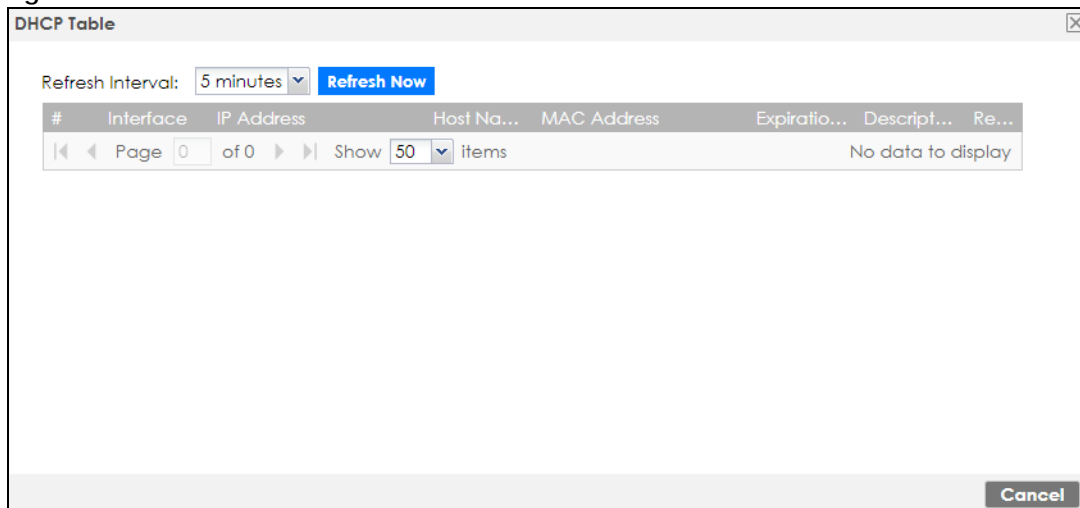 DHCP Table
Refresh Interval: 5 minutes Refresh Now
# Interface IP Address Host Na... MAC Address Expiratio... Descript... Re...
Page 0 of 0 Show 50 items No data to display
Cancel